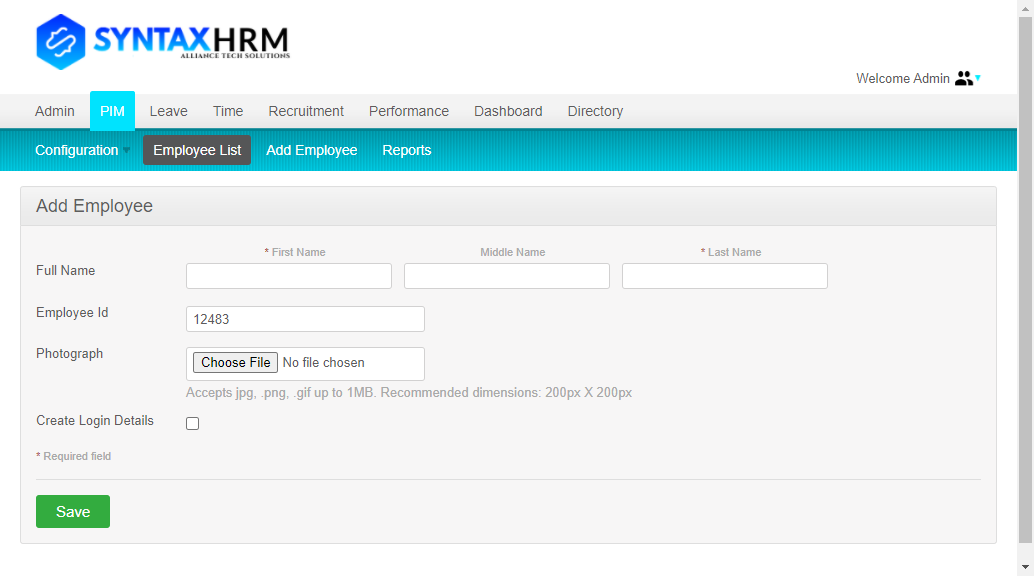 SYNTAXHRM
ALLIANCE TECH SOLUTIONS
Welcome Admin
Admin PIM Leave Time Recruitment Performance Dashboard Directory
Configuration Employee List Add Employee Reports
Add Employee
* First Name Middle Name * Last Name
Full Name
Employee Id 12483
Photograph Choose File No file chosen
Accepts jpg, .png, .gif up to 1MB. Recommended dimensions: 200px X 200px
Create Login Details
* Required field
Save